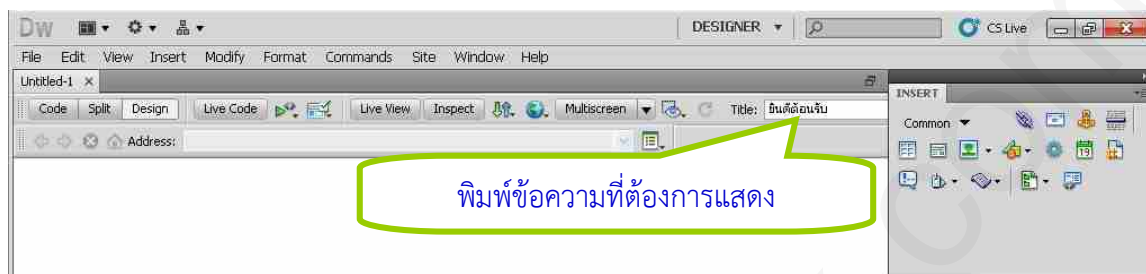 Dw DESIGNER CS Live
File Edit View Insert Modify Format Commands Site Window Help
Untitled-1
INSERT
Code Split Design Live Code Live View Inspect Multiscreen Title: ยินดีต้อนรับ
Common
Address:
19
พิมพ์ข้อความที่ต้องการแสดง